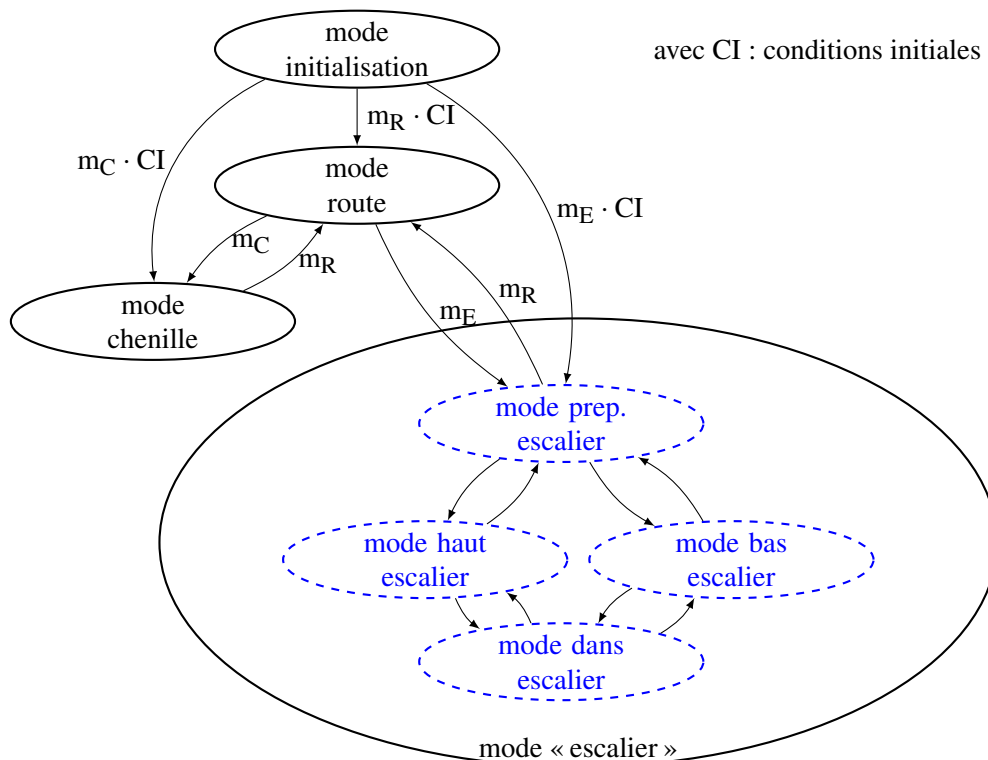 mode
initialisation
avec CI : conditions initiales
m_R · CI
m_C · CI
mode
route
m_E · CI
m_C
m_R
m_R
m_E
mode
chenille
mode prep.
escalier
mode haut
escalier
mode bas
escalier
mode dans
escalier
mode « escalier »